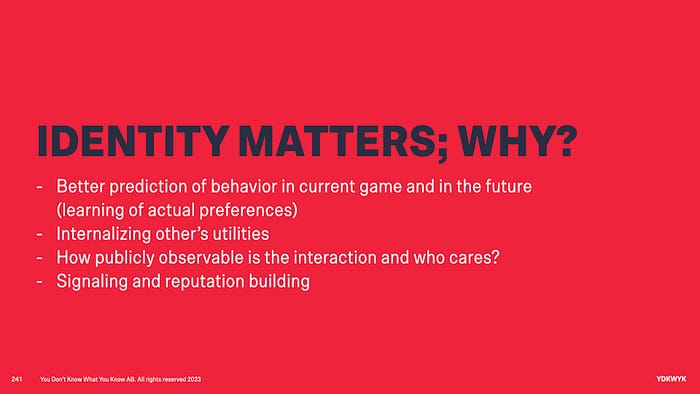 IDENTITY MATTERS; WHY?
- Better prediction of behavior in current game and in the future
(learning of actual preferences)
- Internalizing other's utilities
- How publicly observable is the interaction and who cares?
- Signaling and reputation building
241 You Don't Know What You Know AB. All rights reserved 2023 YDKWYK